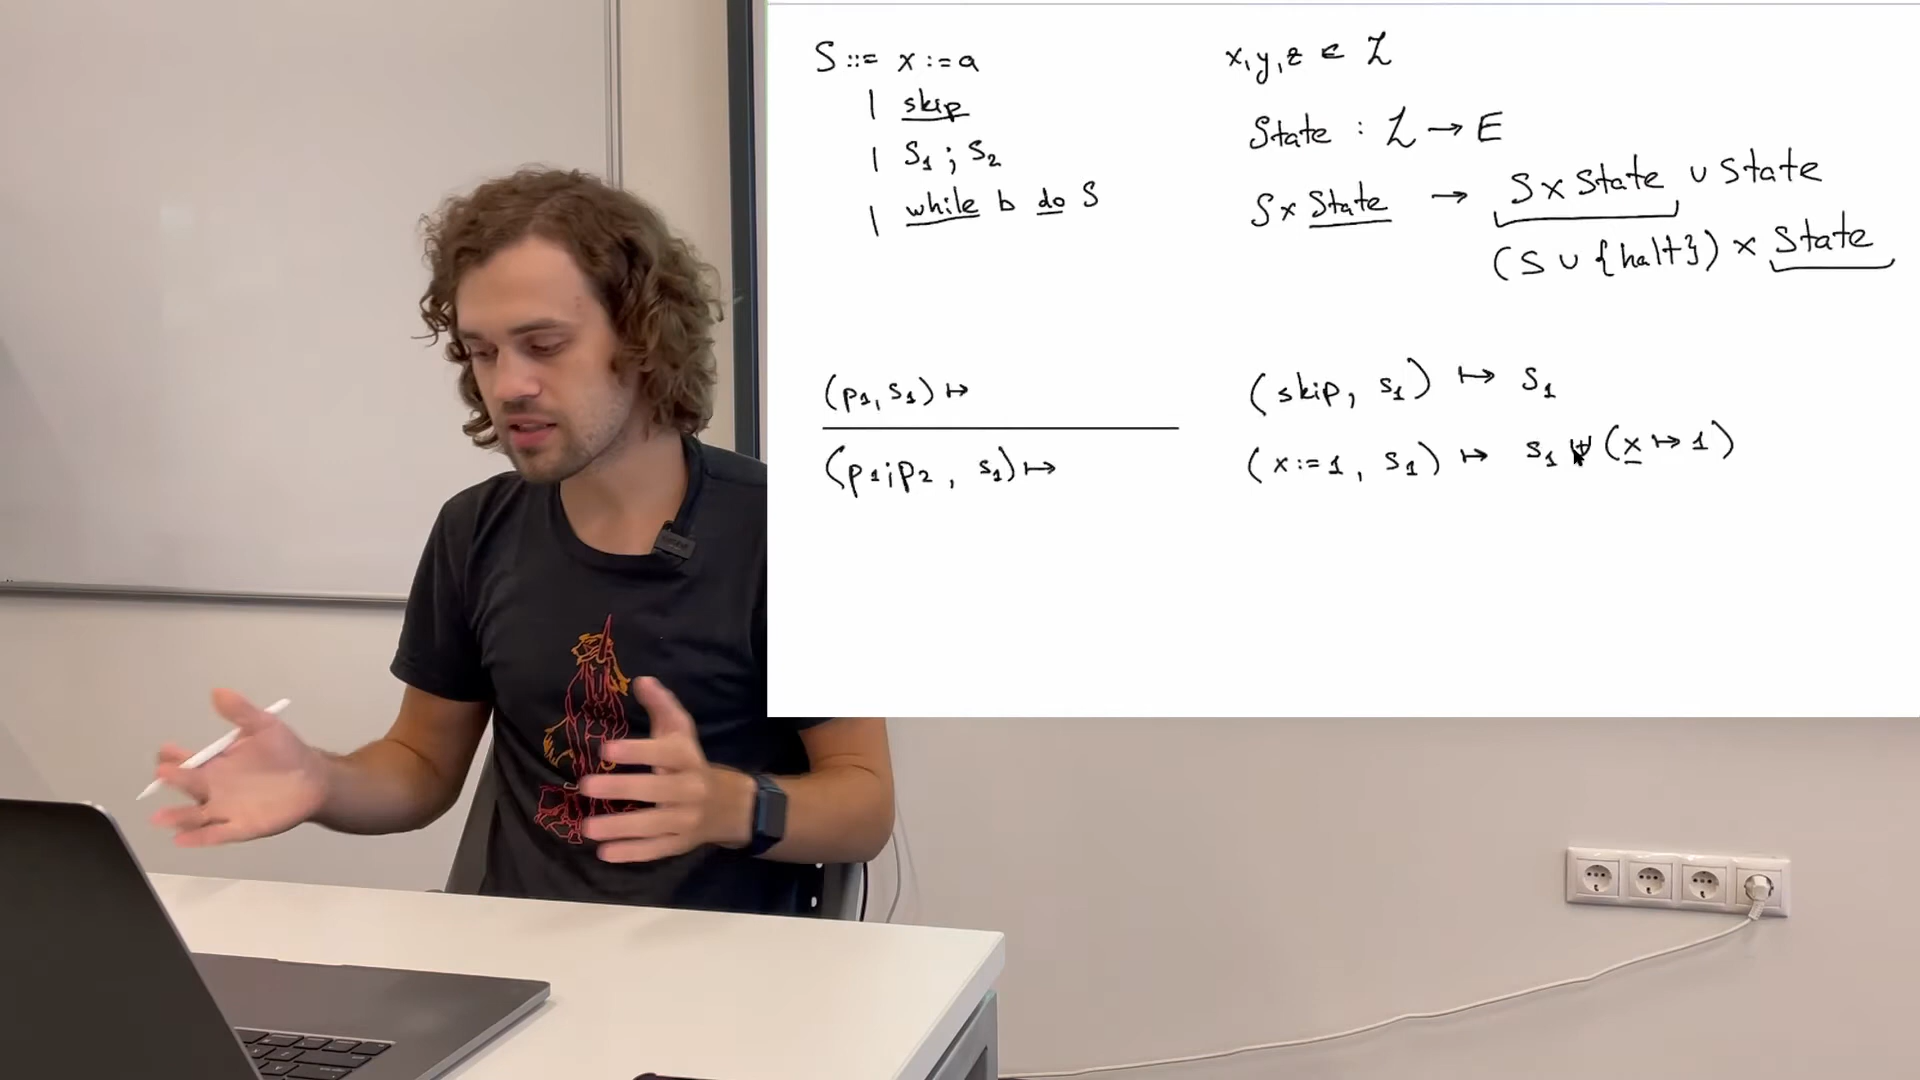 S ::= x := a
| skip
| S₁ ; S₂
| while b do S
x, y, z ∈ Z
State : Z → E
S × State → S × State ∪ State
(S ∪ {halt}) × State
(p₁, s₁) ↦
(p₁;p₂ , s₁) ↦
(skip, s₁) ↦ s₁
(x := 1 , s₁) ↦ s₁ ⊎ (x ↦ 1)